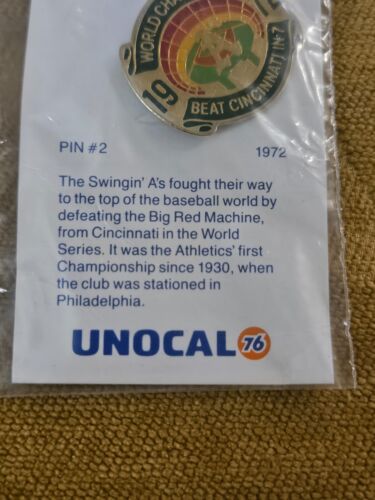 WORLD CHA
19
BEAT CINCINNATI IN 7
PIN #2 1972
The Swingin' A's fought their way
to the top of the baseball world by
defeating the Big Red Machine,
from Cincinnati in the World
Series. It was the Athletics' first
Championship since 1930, when
the club was stationed in
Philadelphia.
UNOCAL 76